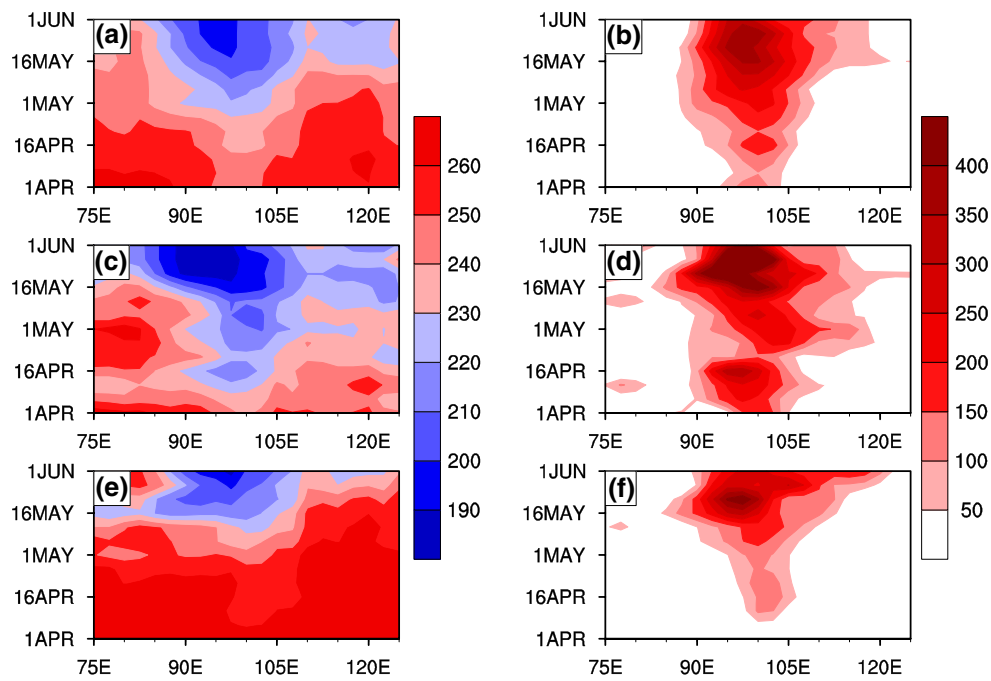 (a)
1JUN
16MAY
1MAY
16APR
1APR
75E 90E 105E 120E
(b)
1JUN
16MAY
1MAY
16APR
1APR
75E 90E 105E 120E
(c)
1JUN
16MAY
1MAY
16APR
1APR
75E 90E 105E 120E
(d)
1JUN
16MAY
1MAY
16APR
1APR
75E 90E 105E 120E
(e)
1JUN
16MAY
1MAY
16APR
1APR
75E 90E 105E 120E
(f)
1JUN
16MAY
1MAY
16APR
1APR
75E 90E 105E 120E
260
250
240
230
220
210
200
190
400
350
300
250
200
150
100
50